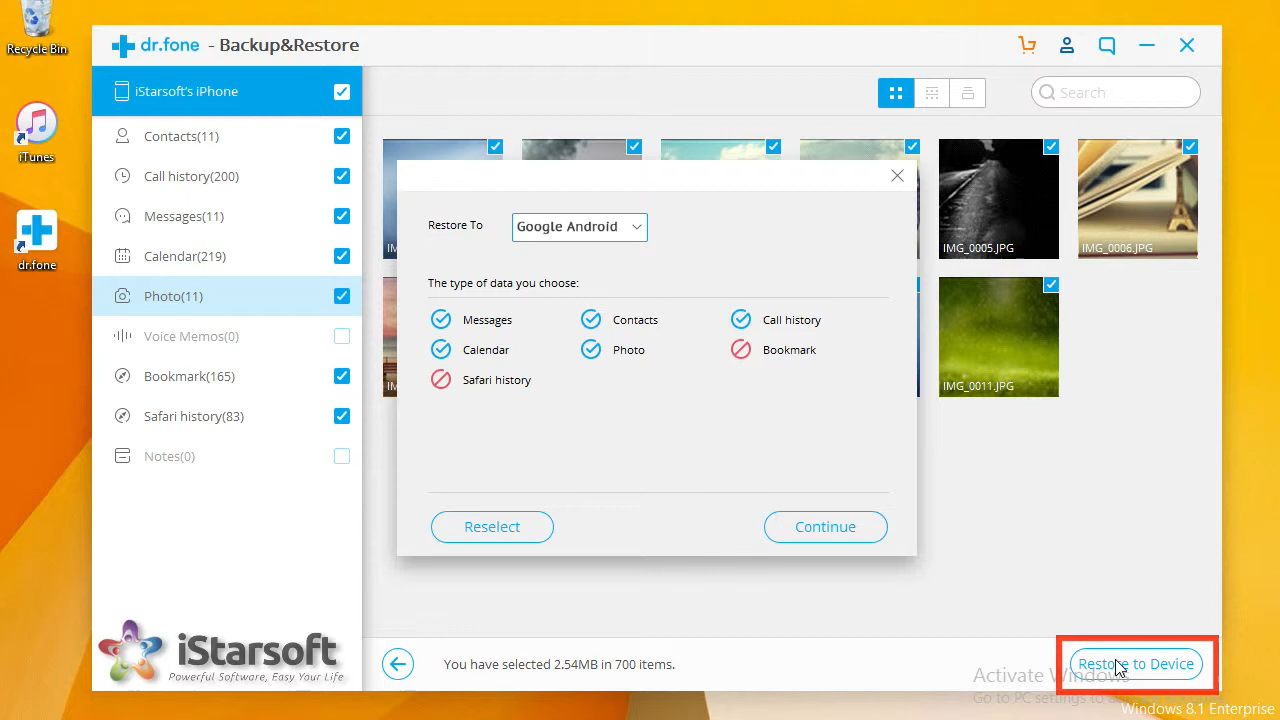 Recycle Bin
iTunes
dr.fone
dr.fone - Backup&Restore
iStarsoft's iPhone
Contacts(11)
Call history(200)
Messages(11)
Calendar(219)
Photo(11)
Voice Memos(0)
Bookmark(165)
Safari history(83)
Notes(0)
iStarsoft
Powerful Software, Easy Your Life
Search
IMG_0005.JPG
IMG_0006.JPG
IMG_0011.JPG
Restore To
Google Android
The type of data you choose:
Messages
Contacts
Call history
Calendar
Photo
Bookmark
Safari history
Reselect
Continue
You have selected 2.54MB in 700 items.
Restore to Device
Activate Windows
Go to PC settings to
Windows 8.1 Enterprise